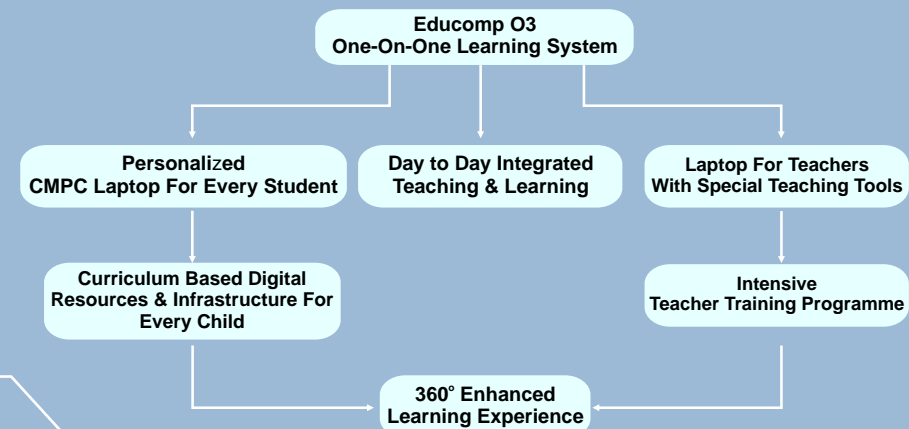 Educomp O3
One-On-One Learning System
Personalized
CMPC Laptop For Every Student
Day to Day Integrated
Teaching & Learning
Laptop For Teachers
With Special Teaching Tools
Curriculum Based Digital
Resources & Infrastructure For
Every Child
Intensive
Teacher Training Programme
360° Enhanced
Learning Experience